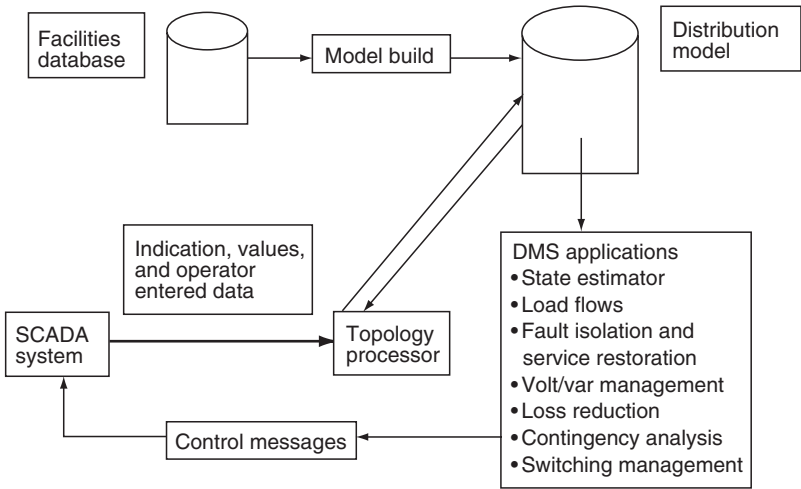 Facilities
database
Model build
Distribution
model
Indication, values,
and operator
entered data
SCADA
system
Topology
processor
Control messages
DMS applications
•State estimator
•Load flows
•Fault isolation and
service restoration
•Volt/var management
•Loss reduction
•Contingency analysis
•Switching management